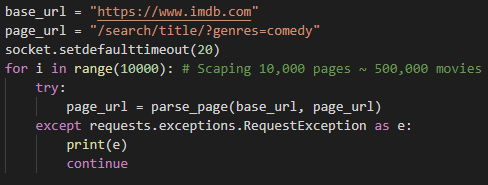 base_url = "https://www.imdb.com"
page_url = "/search/title/?genres=comedy"
socket.setdefaulttimeout(20)
for i in range(10000): # Scaping 10,000 pages ~ 500,000 movies
    try:
        page_url = parse_page(base_url, page_url)
    except requests.exceptions.RequestException as e:
        print(e)
        continue